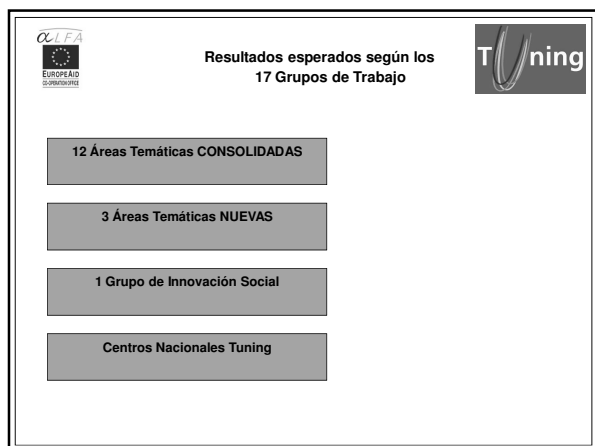 αLFA
EUROPEAID
CO-OPERATION OFFICE
Resultados esperados según los
17 Grupos de Trabajo
TUning
12 Áreas Temáticas CONSOLIDADAS
3 Áreas Temáticas NUEVAS
1 Grupo de Innovación Social
Centros Nacionales Tuning